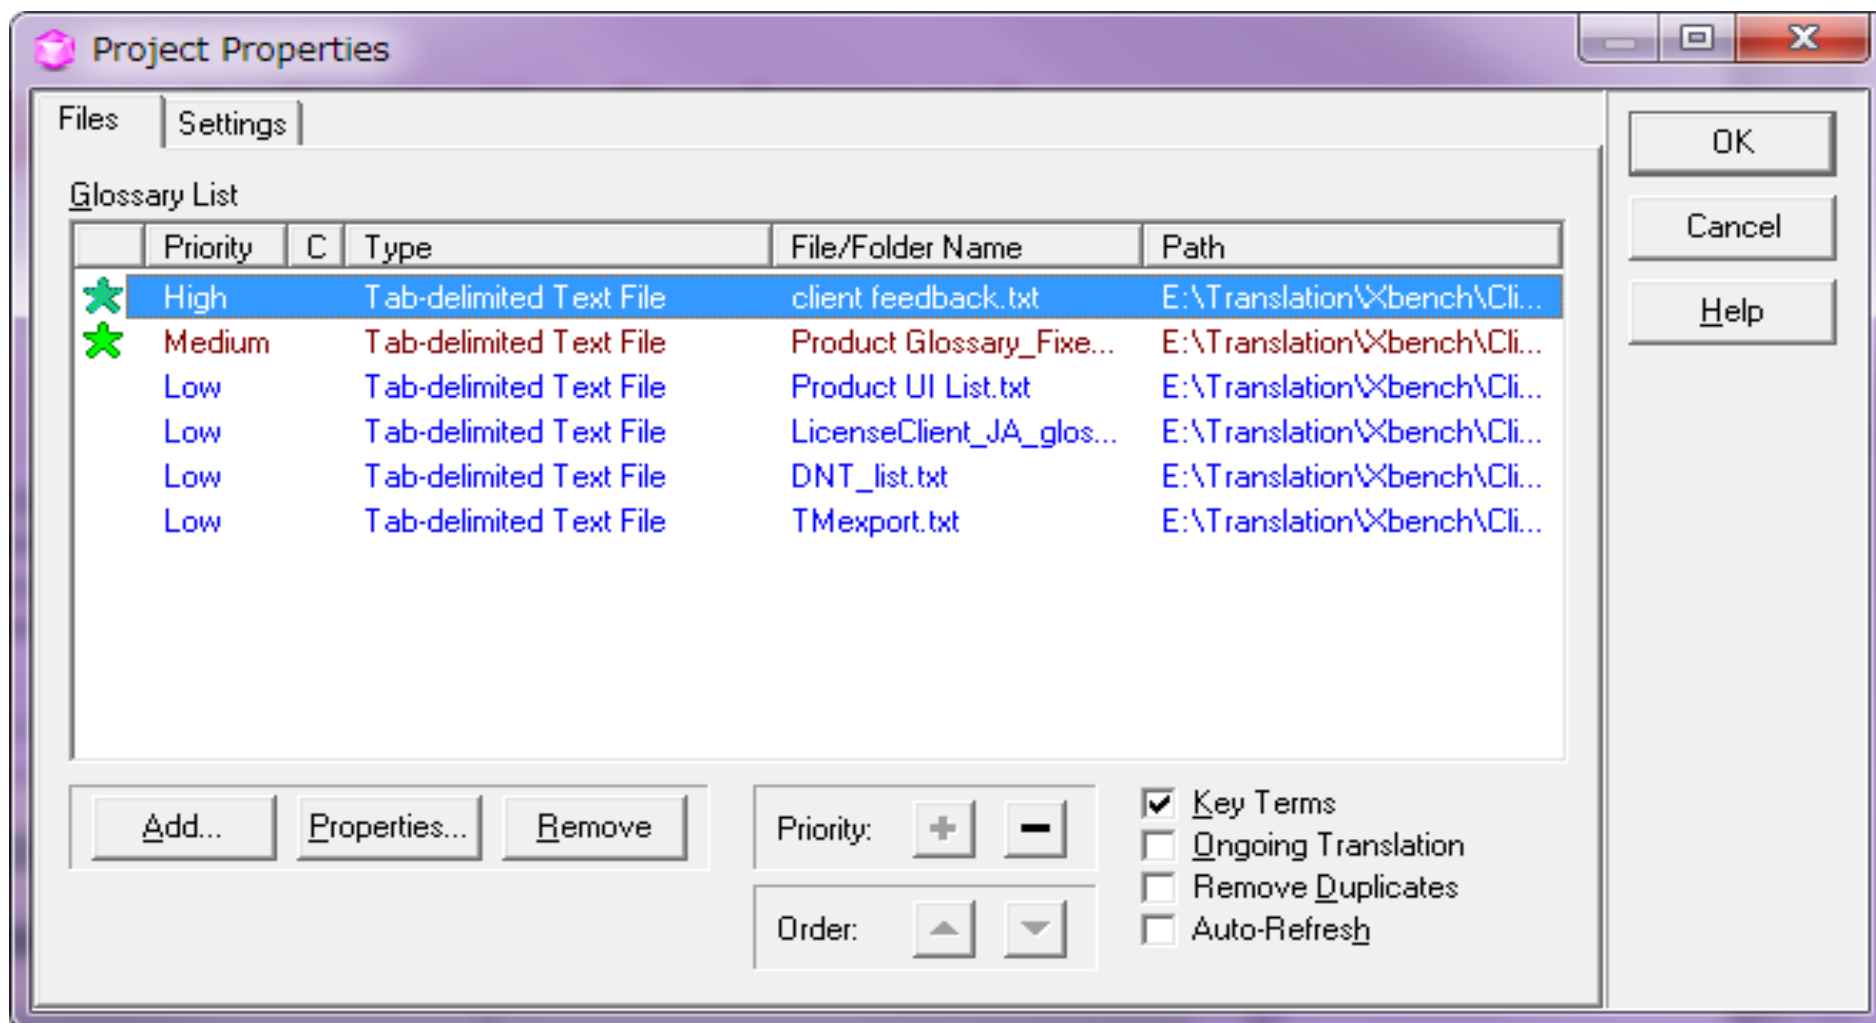 Project Properties
Files Settings
Glossary List
Priority C Type File/Folder Name Path
High Tab-delimited Text File client feedback.txt E:\Translation\Xbench\Cli...
Medium Tab-delimited Text File Product Glossary_Fixe... E:\Translation\Xbench\Cli...
Low Tab-delimited Text File Product UI List.txt E:\Translation\Xbench\Cli...
Low Tab-delimited Text File LicenseClient_JA_glos... E:\Translation\Xbench\Cli...
Low Tab-delimited Text File DNT_list.txt E:\Translation\Xbench\Cli...
Low Tab-delimited Text File TMexport.txt E:\Translation\Xbench\Cli...
Add... Properties... Remove
Priority:
Order:
Key Terms
Ongoing Translation
Remove Duplicates
Auto-Refresh
OK
Cancel
Help